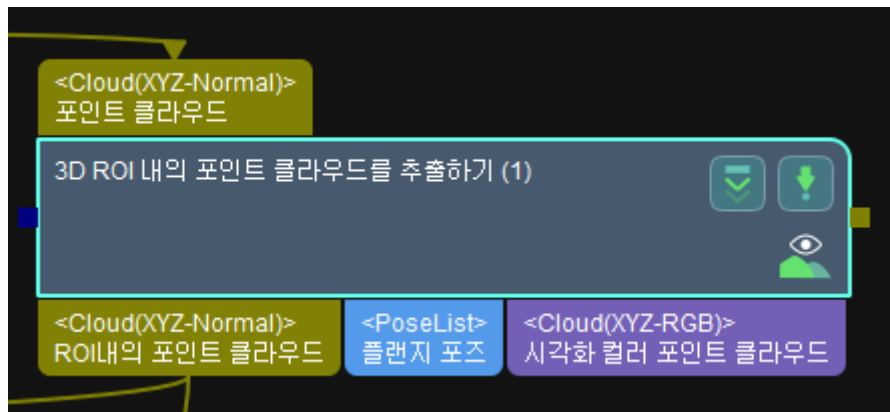 <Cloud(XYZ-Normal)>
포인트 클라우드
3D ROI 내의 포인트 클라우드를 추출하기 (1)
<Cloud(XYZ-Normal)>
ROI내의 포인트 클라우드
<PoseList>
플랜지 포즈
<Cloud(XYZ-RGB)>
시각화 컬러 포인트 클라우드